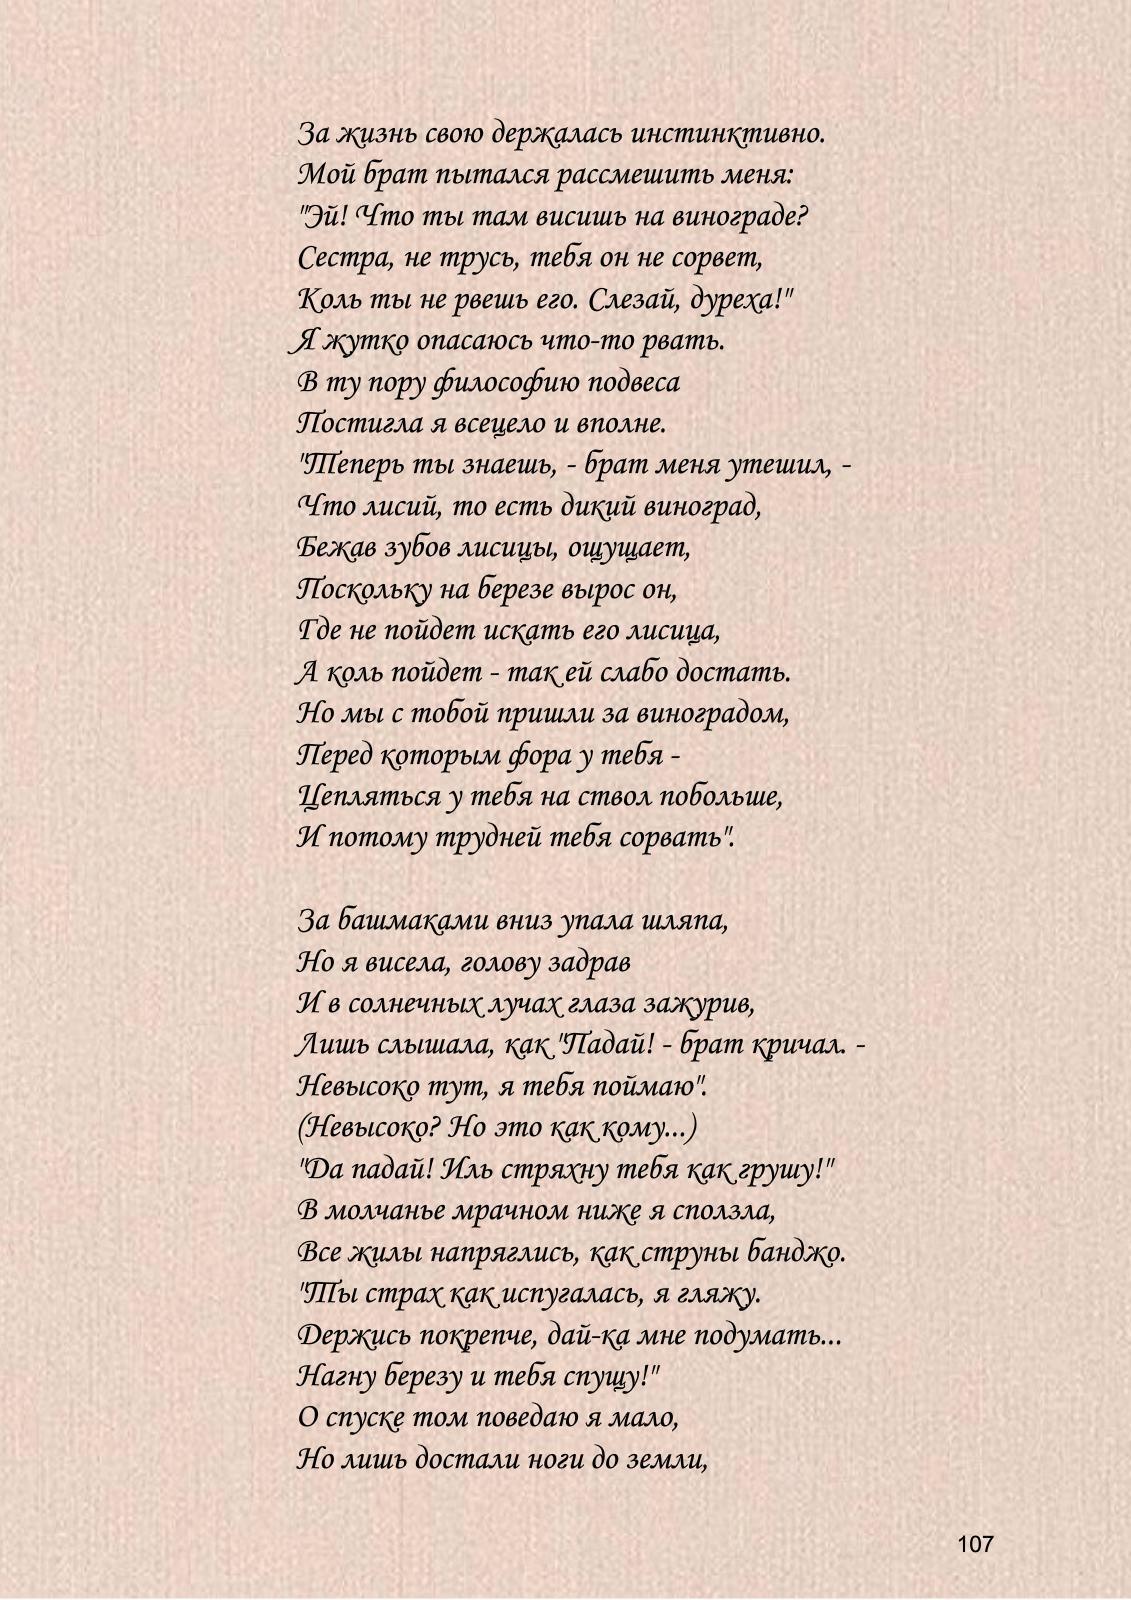 За жизнь свою держалась инстинктивно.
Мой брат пытался рассмешить меня:
"Эй! Что ты там висишь на винограде?
Сестра, не трусь, тебя он не сорвет,
Коль ты не рвешь его. Слезай, дуреха!"
Я жутко опасаюсь что-то рвать.
В ту пору философию подвеса
Постигла я всецело и вполне.
"Теперь ты знаешь, - брат меня утешил, -
Что лисий, то есть дикий виноград,
Бежав зубов лисицы, ощущает,
Поскольку на березе вырос он,
Где не пойдет искать его лисица,
А коль пойдет - так ей слабо достать.
Но мы с тобой пришли за виноградом,
Перед которым фора у тебя -
Цепляться у тебя на ствол побольше,
И потому трудней тебя сорвать".
За башмаками вниз упала шляпа,
Но я висела, голову задрав
И в солнечных лучах глаза зажурив,
Лишь слышала, как "Падай! - брат кричал. -
Невысоко тут, я тебя поймаю".
(Невысоко? Но это как кому...)
"Да падай! Иль стряхну тебя как грушу!"
В молчанье мрачном ниже я сползла,
Все жилы напряглись, как струны банджо.
"Ты страх как испугалась, я гляжу.
Держись покрепче, дай-ка мне подумать...
Нагну березу и тебя спущу!"
О спуске том поведаю я мало,
Но лишь достали ноги до земли,
107